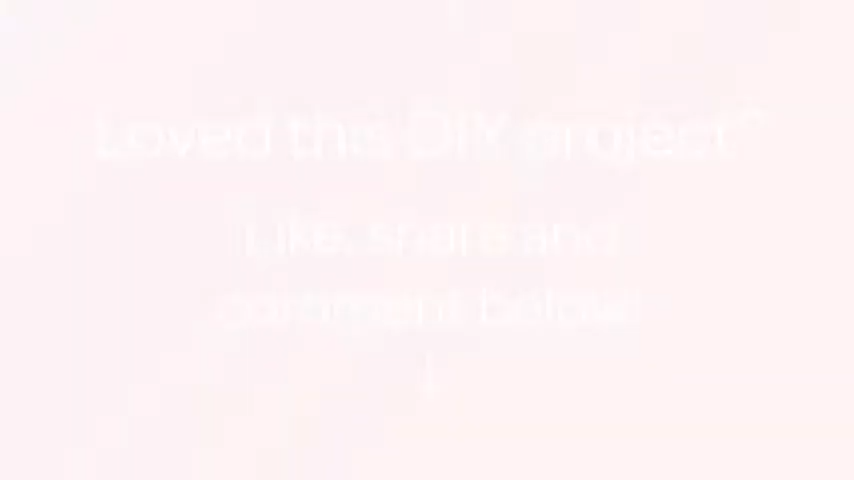 Loved this DIY project?
Like, share and
comment below